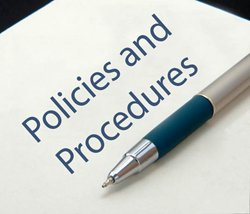 Policies and
Procedures